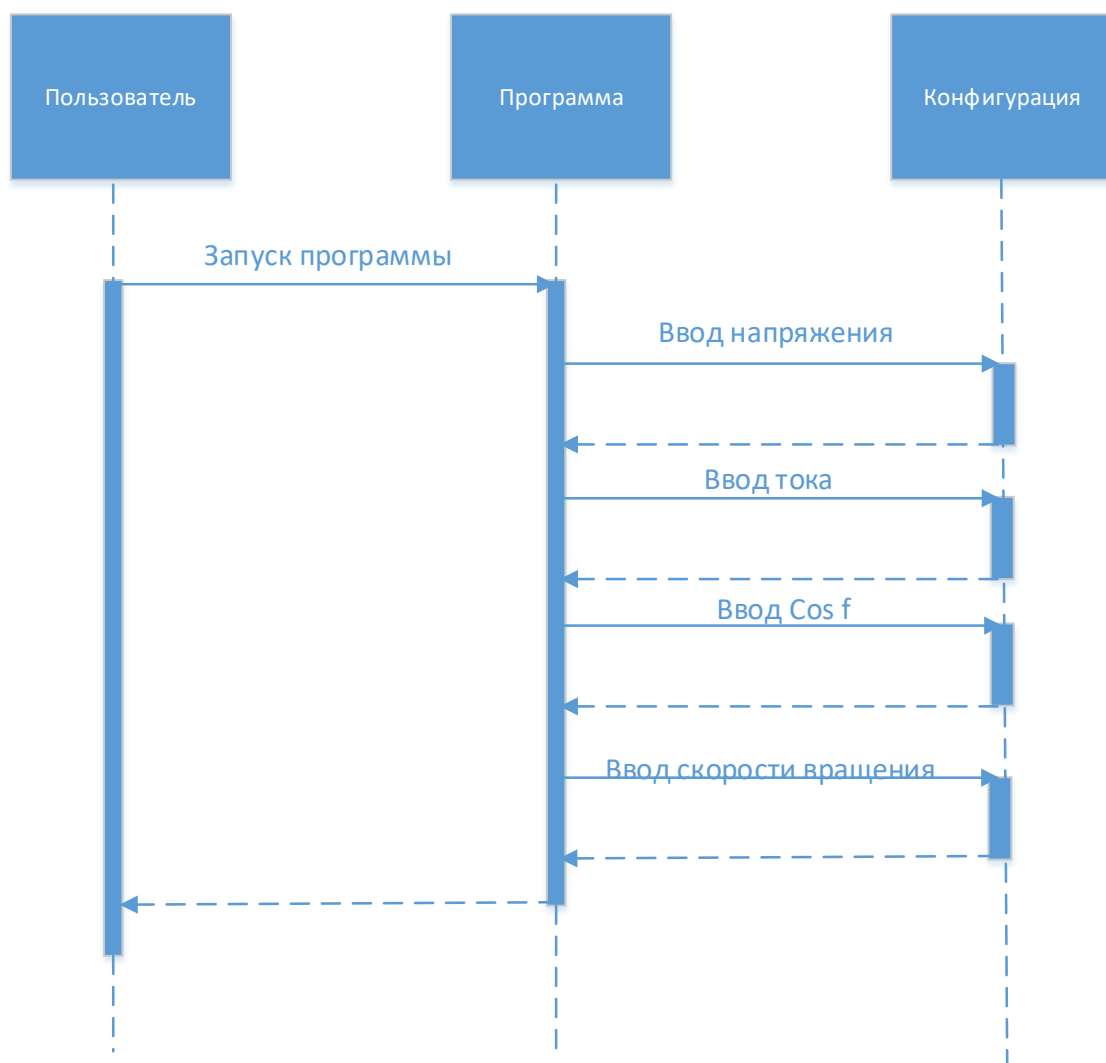 Пользователь
Программа
Конфигурация
Запуск программы
Ввод напряжения
Ввод тока
Ввод Cos f
Ввод скорости вращения